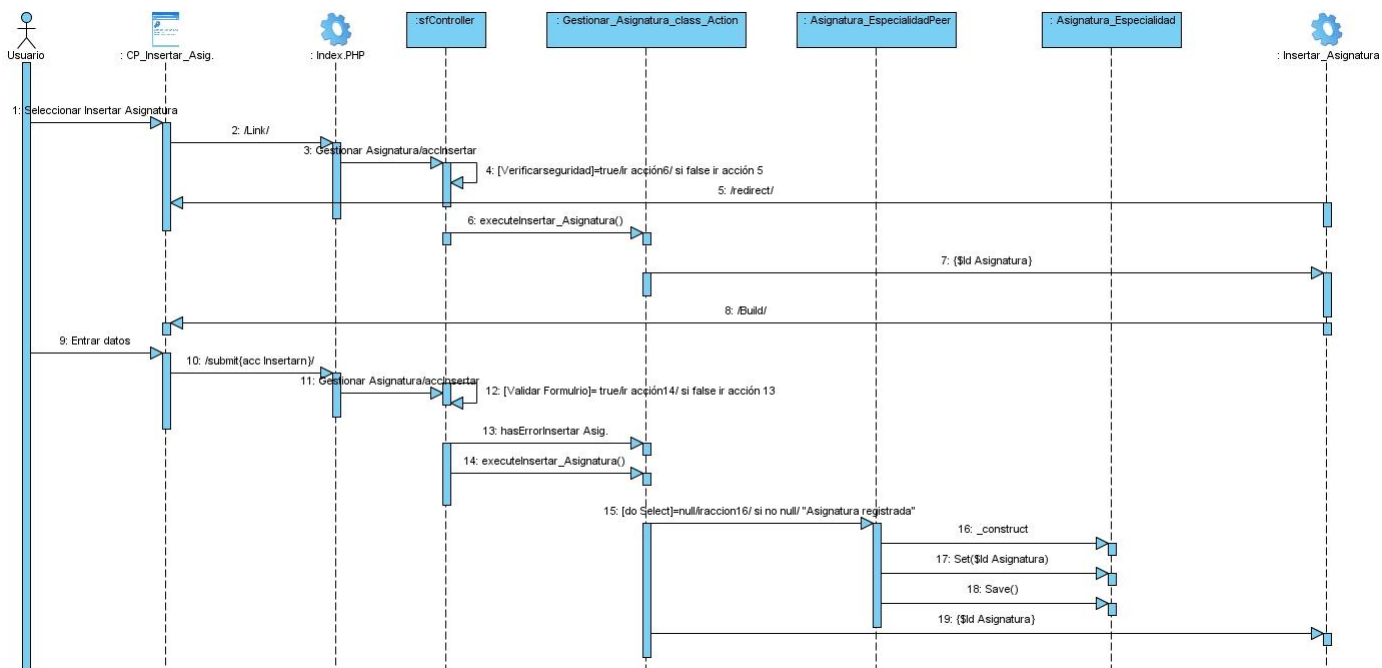 :sfController
: Gestionar_Asignatura_class_Action
: Asignatura_EspecialidadPeer
: Asignatura_Especialidad
Usuario
: CP_Insertar_Asig.
: Index.PHP
: Insertar_Asignatura
1: Seleccionar Insertar Asignatura
2: /Link/
3: Gestionar Asignatura/accInsertar
4: [Verificarseguridad]=true/ir acción6/ si false ir acción 5
5: /redirect/
6: executeInsertar_Asignatura()
7: {$Id Asignatura}
8: /Build/
9: Entrar datos
10: /submit{acc Insertarn}/
11: Gestionar Asignatura/accInsertar
12: [Validar Formulrio]= true/ir acción14/ si false ir acción 13
13: hasErrorInsertar Asig.
14: executeInsertar_Asignatura()
15: [do Select]=null/iraccion16/ si no null/ "Asignatura registrada"
16: _construct
17: Set($Id Asignatura)
18: Save()
19: {$Id Asignatura}